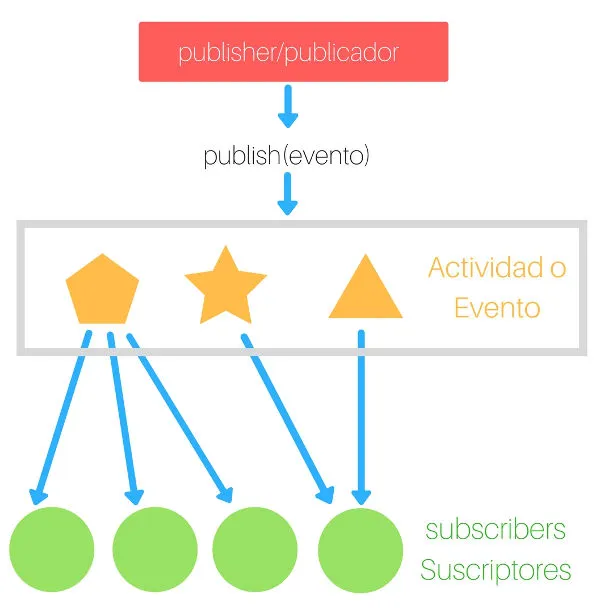 publisher/publicador
publish(evento)
Actividad o
Evento
subscribers
Suscriptores